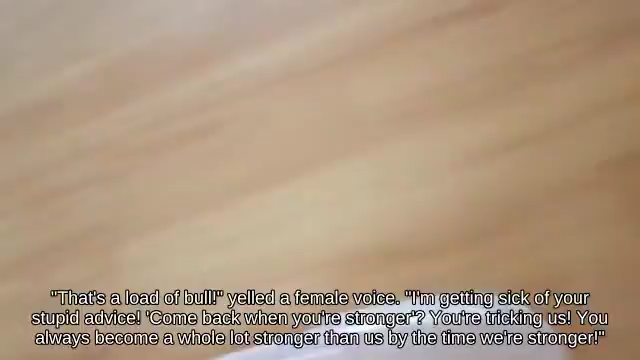 "That's a load of bull!" yelled a female voice. "I'm getting sick of your
stupid advice! 'Come back when you're stronger'? You're tricking us! You
always become a whole lot stronger than us by the time we're stronger!"